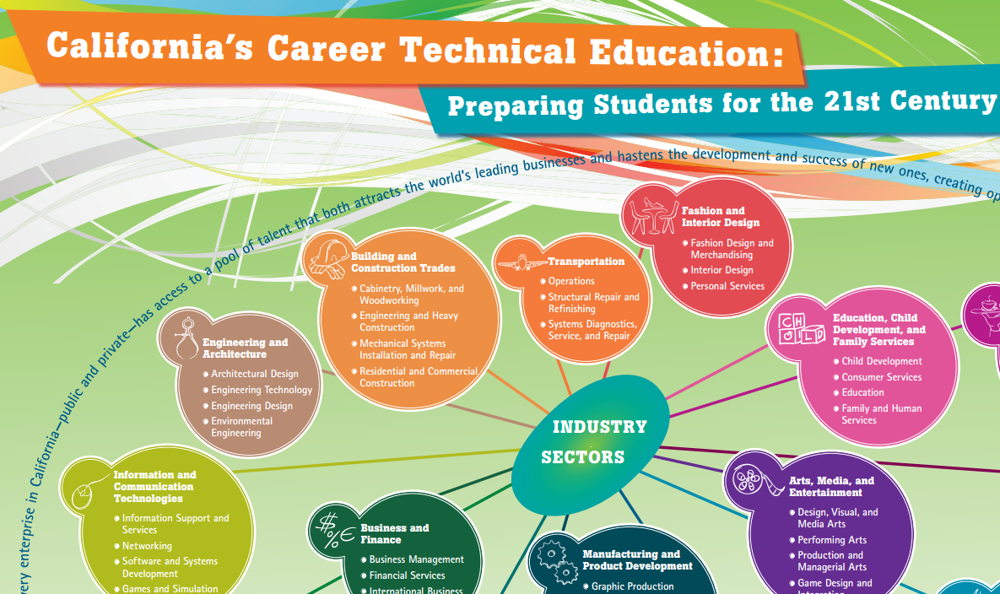 California's Career Technical Education:
Preparing Students for the 21st Century
very enterprise in California—public and private—has access to a pool of talent that both attracts the world's leading businesses and hastens the development and success of new ones, creating op
Fashion and
Interior Design
Fashion Design and
Merchandising
Interior Design
Personal Services
Building and
Construction Trades
Cabinetry, Millwork, and
Woodworking
Engineering and Heavy
Construction
Mechanical Systems
Installation and Repair
Residential and Commercial
Construction
Transportation
Operations
Structural Repair and
Refinishing
Systems Diagnostics,
Service, and Repair
CH
ILD
Education, Child
Development, and
Family Services
Child Development
Consumer Services
Education
Family and Human
Services
Engineering and
Architecture
Architectural Design
Engineering Technology
Engineering Design
Environmental
Engineering
INDUSTRY
SECTORS
Information and
Communication
Technologies
Information Support and
Services
Networking
Software and Systems
Development
Games and Simulation
$
%€
Business and
Finance
Business Management
Financial Services
International Business
Manufacturing and
Product Development
Graphic Production
Arts, Media, and
Entertainment
Design, Visual, and
Media Arts
Performing Arts
Production and
Managerial Arts
Game Design and
Integration